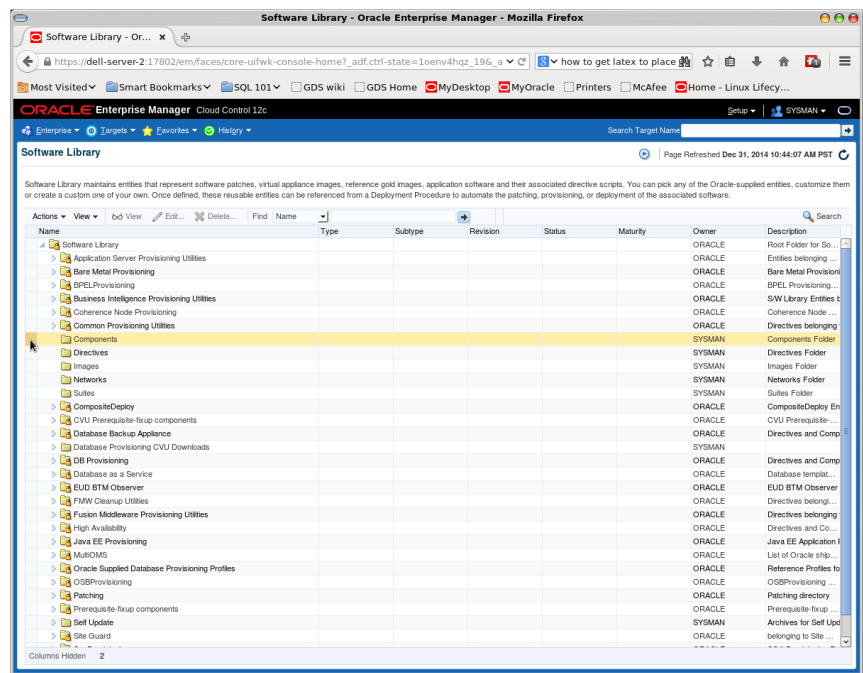 Software Library - Oracle Enterprise Manager - Mozilla Firefox
Software Library - Or...
https://dell-server-2:17802/em/faces/core-uifwk-console-home?_adf.ctrl-state=1oenv4hqz_19&_a
how to get latex to place
Most Visited Smart Bookmarks SQL 101 GDS wiki GDS Home MyDesktop MyOracle Printers McAfee Home - Linux Lifecy...
ORACLE Enterprise Manager Cloud Control 12c Setup SYSMAN
Enterprise Targets Favorites History Search Target Name
Software Library Page Refreshed Dec 31, 2014 10:44:07 AM PST
Software Library maintains entities that represent software patches, virtual appliance images, reference gold images, application software and their associated directive scripts. You can pick any of the Oracle-supplied entities, customize them
or create a custom one of your own. Once defined, these reusable entities can be referenced from a Deployment Procedure to automate the patching, provisioning, or deployment of the associated software.
Actions View View Edit... Delete... Find Name Search
Name Type Subtype Revision Status Maturity Owner Description
Software Library ORACLE Root Folder for So...
Application Server Provisioning Utilities ORACLE Entities belonging ...
Bare Metal Provisioning ORACLE Bare Metal Provisioni
BPELProvisioning ORACLE BPEL Provisioning...
Business Intelligence Provisioning Utilities ORACLE S/W Library Entities b
Coherence Node Provisioning ORACLE Coherence Node ...
Common Provisioning Utilities ORACLE Directives belonging
Components SYSMAN Components Folder
Directives SYSMAN Directives Folder
Images SYSMAN Images Folder
Networks SYSMAN Networks Folder
Suites SYSMAN Suites Folder
CompositeDeploy ORACLE CompositeDeploy En
CVU Prerequisite-fixup components ORACLE CVU Prerequisite-...
Database Backup Appliance ORACLE Directives and Comp
Database Provisioning CVU Downloads SYSMAN
DB Provisioning ORACLE Directives and Comp
Database as a Service ORACLE Database templat...
EUD BTM Observer ORACLE EUD BTM Observer
FMW Cleanup Utilities ORACLE Directives belongi...
Fusion Middleware Provisioning Utilities ORACLE Directives belonging
High Availability ORACLE Directives and Co...
Java EE Provisioning ORACLE Java EE Application F
MultiOMS ORACLE List of Oracle ship...
Oracle Supplied Database Provisioning Profiles ORACLE Reference Profiles fo
OSBProvisioning ORACLE OSBProvisioning ...
Patching ORACLE Patching directory
Prerequisite-fixup components ORACLE Prerequisite-fixup ...
Self Update SYSMAN Archives for Self Upd
Site Guard ORACLE belonging to Site ...
Columns Hidden 2